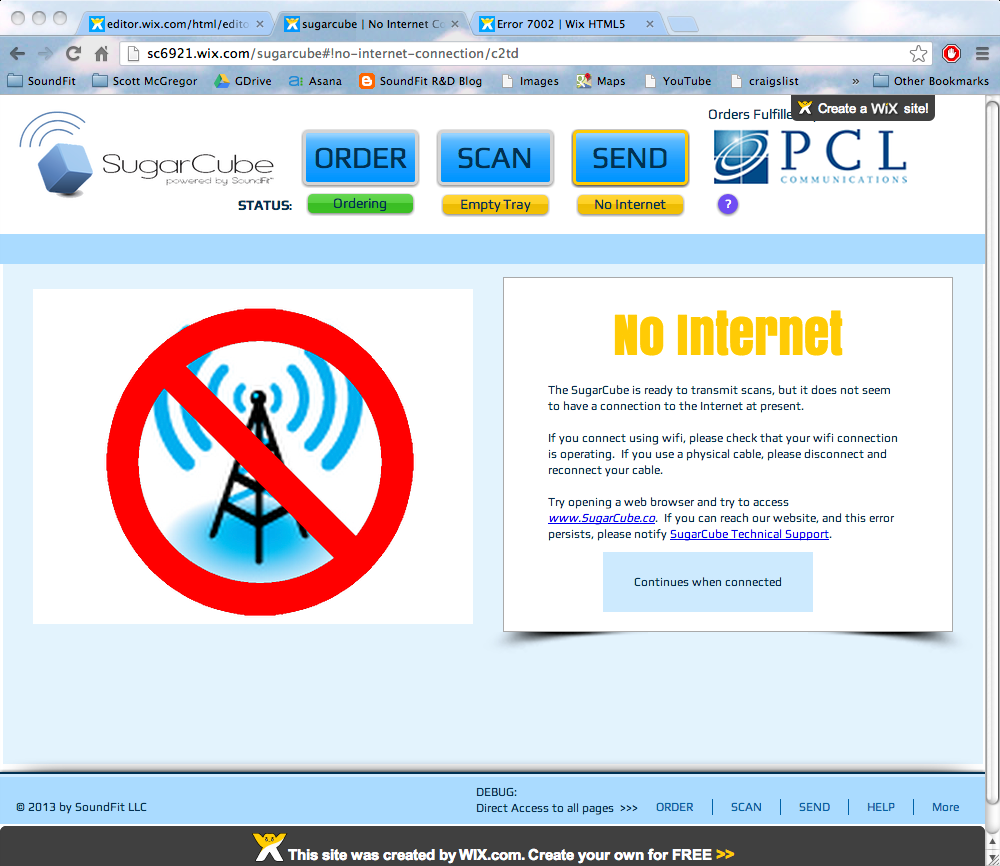 editor.wix.com/html/edito
sugarcube | No Internet Co
Error 7002 | Wix HTML5
sc6921.wix.com/sugarcube#!no-internet-connection/c2td
SoundFit
Scott McGregor
GDrive
Asana
SoundFit R&D Blog
Images
Maps
YouTube
craigslist
»
Other Bookmarks
Orders Fulfille
Create a WiX site!
SugarCube
powered by SoundFit
ORDER
SCAN
SEND
PCL
COMMUNICATIONS
STATUS:
Ordering
Empty Tray
No Internet
?
No Internet
The SugarCube is ready to transmit scans, but it does not seem
to have a connection to the Internet at present.
If you connect using wifi, please check that your wifi connection
is operating.  If you use a physical cable, please disconnect and
reconnect your cable.
Try opening a web browser and try to access
www.SugarCube.co.  If you can reach our website, and this error
persists, please notify SugarCube Technical Support.
Continues when connected
© 2013 by SoundFit LLC
DEBUG:
Direct Access to all pages  >>>
ORDER
SCAN
SEND
HELP
More
This site was created by WIX.com. Create your own for FREE >>